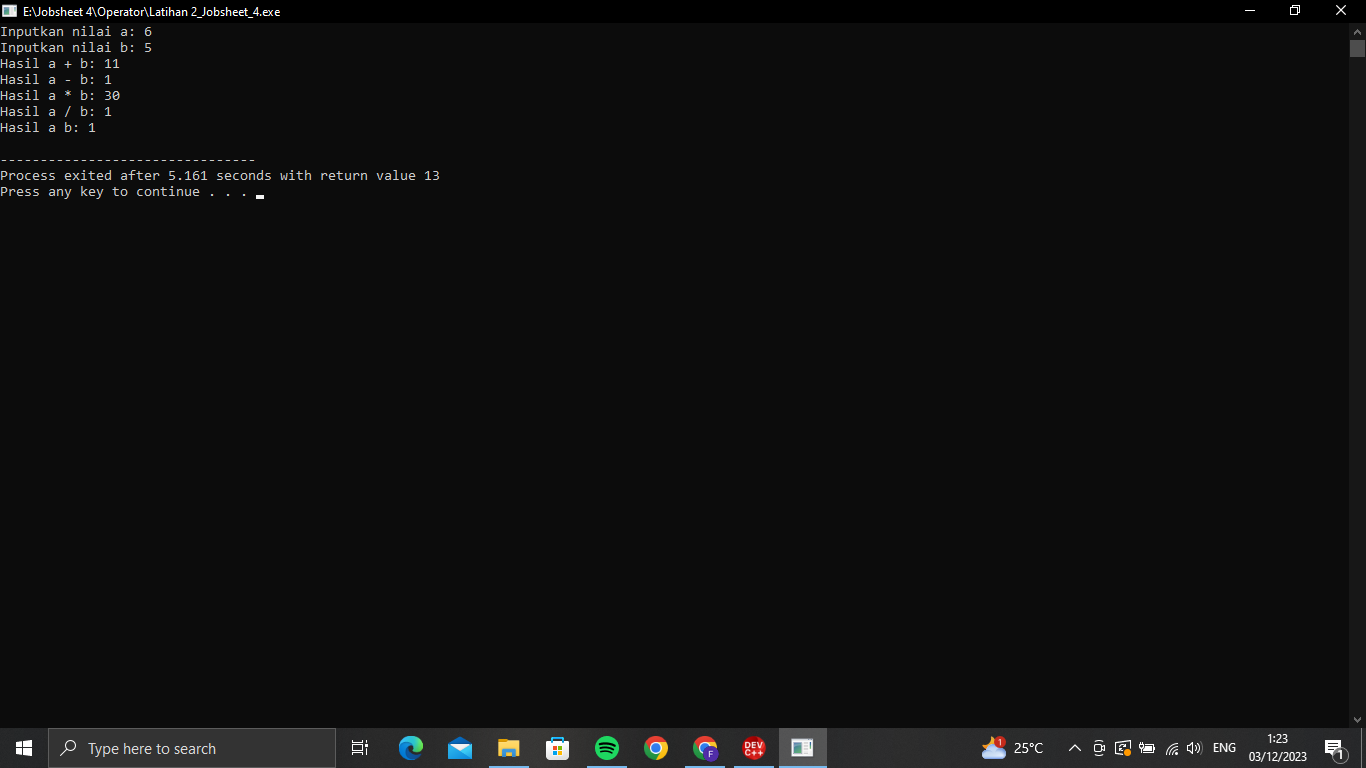 E:\Jobsheet 4\Operator\Latihan 2_Jobsheet_4.exe
Inputkan nilai a: 6
Inputkan nilai b: 5
Hasil a + b: 11
Hasil a - b: 1
Hasil a * b: 30
Hasil a / b: 1
Hasil a b: 1
--------------------------------
Process exited after 5.161 seconds with return value 13
Press any key to continue . . .
Type here to search
F
DEV
C++
1
25°C
ENG
1:23
03/12/2023
1